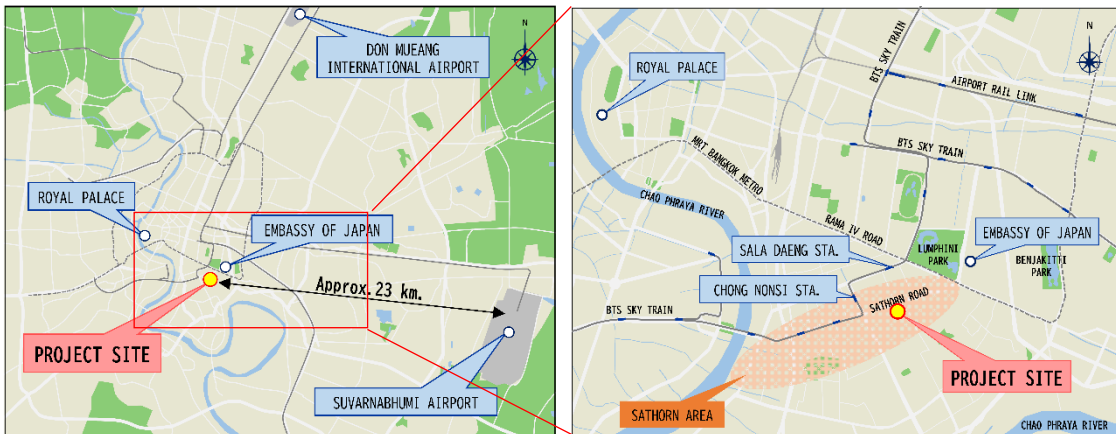 N
DON MUEANG
INTERNATIONAL AIRPORT
ROYAL PALACE
EMBASSY OF JAPAN
Approx.23 km.
PROJECT SITE
SUVARNABHUMI AIRPORT
N
BTS SKY TRAIN
ROYAL PALACE
AIRPORT RAIL LINK
MRT BANGKOK METRO
BTS SKY TRAIN
CHAO PHRAYA RIVER
RAMA IV ROAD
SALA DAENG STA.
LUMPHINI
PARK
EMBASSY OF JAPAN
BENJAKITTI
PARK
CHONG NONSI STA.
SATHORN ROAD
BTS SKY TRAIN
PROJECT SITE
SATHORN AREA
CHAO PHRAYA RIVER